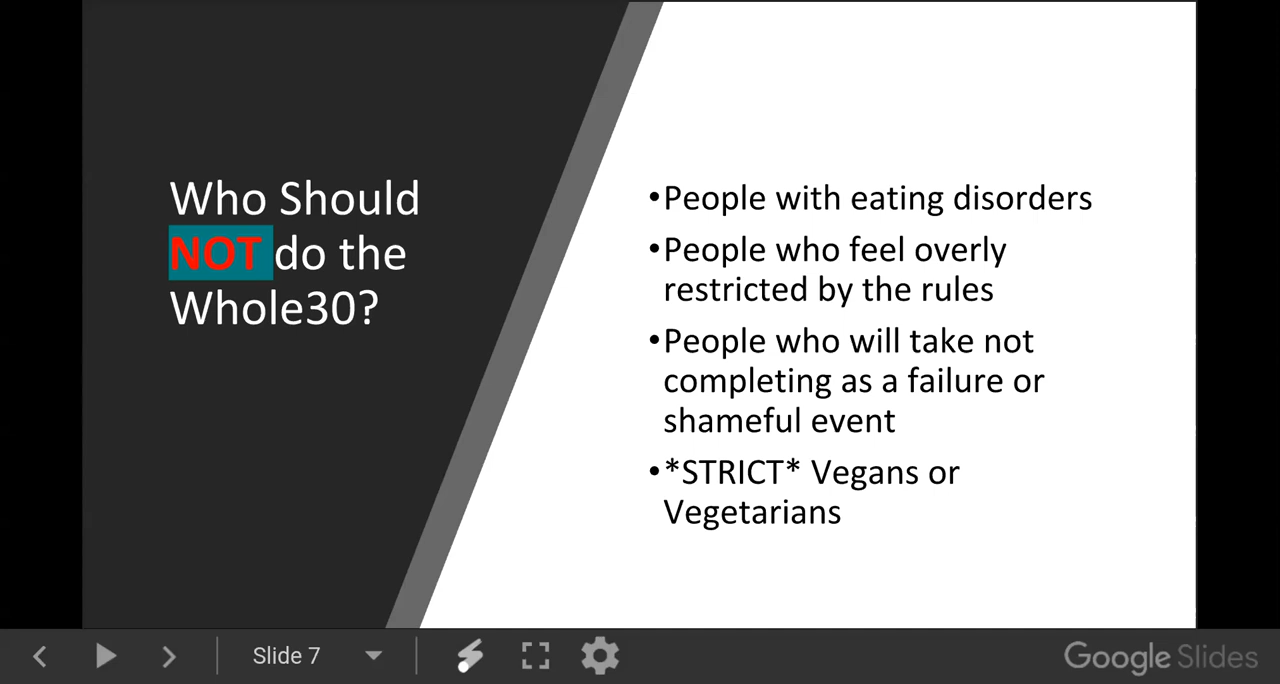 Who Should
NOT do the
Whole30?
•People with eating disorders
•People who feel overly
restricted by the rules
•People who will take not
completing as a failure or
shameful event
•*STRICT* Vegans or
Vegetarians
Slide 7
Google Slides